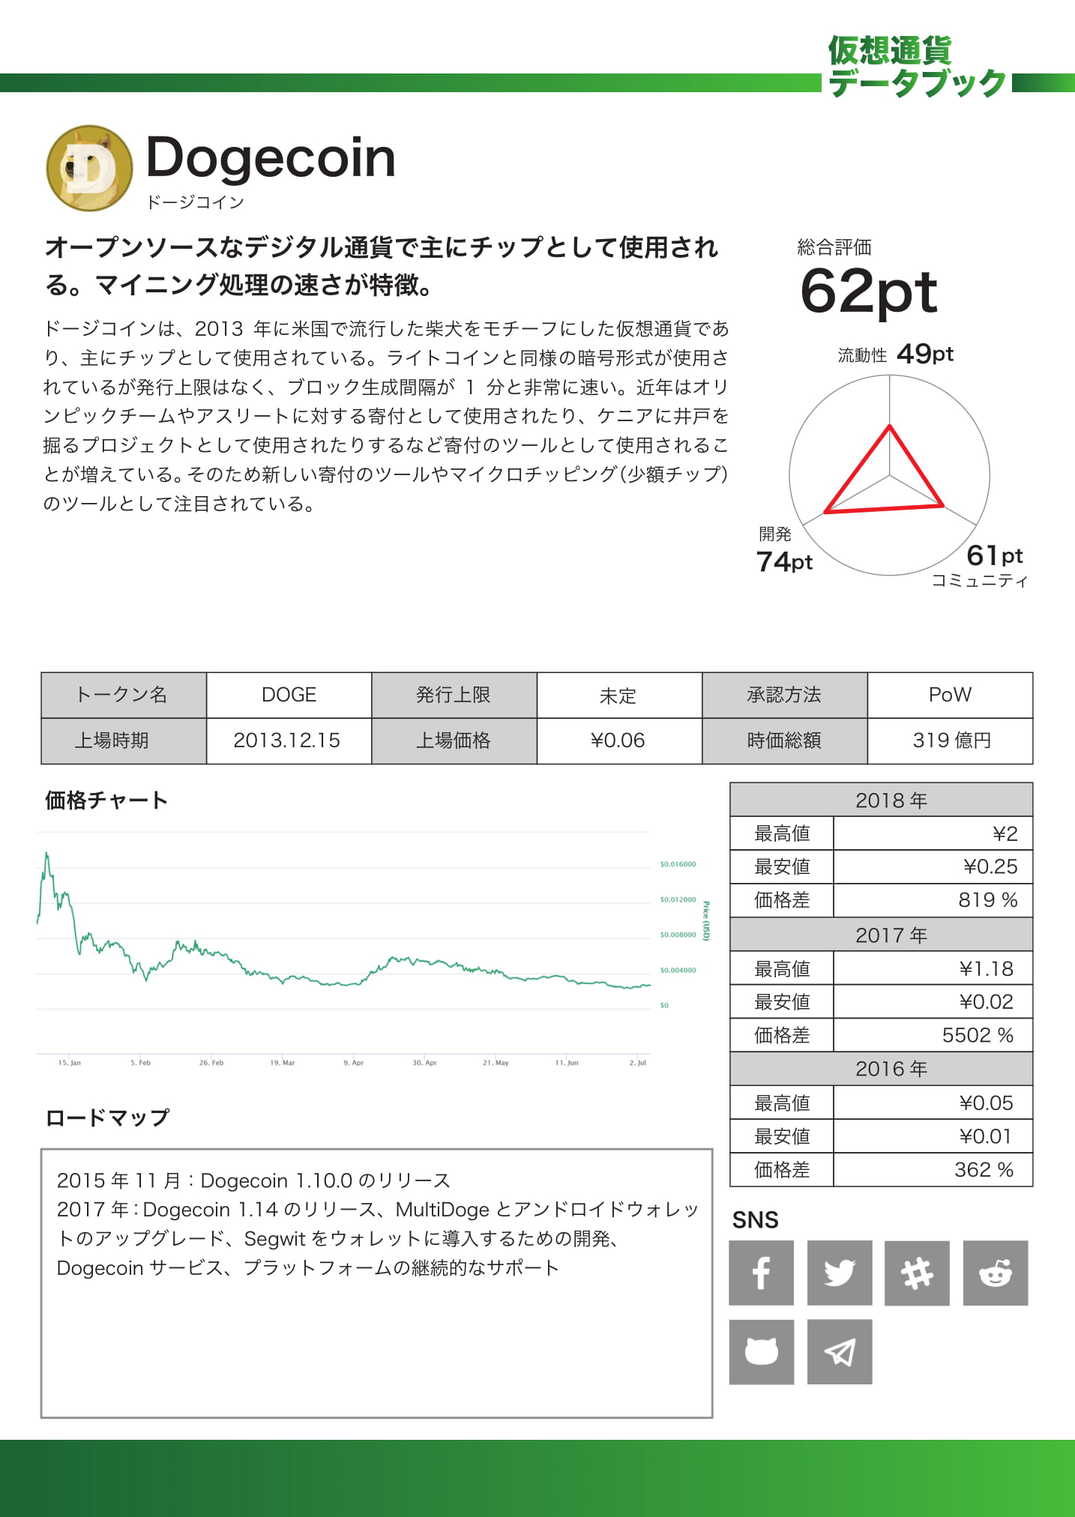 仮想通貨
データブック
Dogecoin
ドージコイン
オープンソースなデジタル通貨で主にチップとして使用され
る。マイニング処理の速さが特徴。
ドージコインは、2013 年に米国で流行した柴犬をモチーフにした仮想通貨であ
り、主にチップとして使用されている。ライトコインと同様の暗号形式が使用さ
れているが発行上限はなく、ブロック生成間隔が 1 分と非常に速い。近年はオリ
ンピックチームやアスリートに対する寄付として使用されたり、ケニアに井戸を
掘るプロジェクトとして使用されたりするなど寄付のツールとして使用されるこ
とが増えている。そのため新しい寄付のツールやマイクロチッピング（少額チップ）
のツールとして注目されている。
総合評価
62pt
流動性 49pt
開発
74pt
61pt
コミュニティ
トークン名 DOGE 発行上限 未定 承認方法 PoW
上場時期 2013.12.15 上場価格 ¥0.06 時価総額 319 億円
価格チャート
$0.016000
$0.012000
$0.008000
$0.004000
$0
Price (USD)
15. Jan 5. Feb 26. Feb 19. Mar 9. Apr 30. Apr 21. May 11. Jun 2. Jul
2018 年
最高値 ¥2
最安値 ¥0.25
価格差 819 %
2017 年
最高値 ¥1.18
最安値 ¥0.02
価格差 5502 %
2016 年
最高値 ¥0.05
最安値 ¥0.01
価格差 362 %
ロードマップ
2015 年 11 月：Dogecoin 1.10.0 のリリース
2017 年：Dogecoin 1.14 のリリース、MultiDoge とアンドロイドウォレッ
トのアップグレード、Segwit をウォレットに導入するための開発、
Dogecoin サービス、プラットフォームの継続的なサポート
SNS